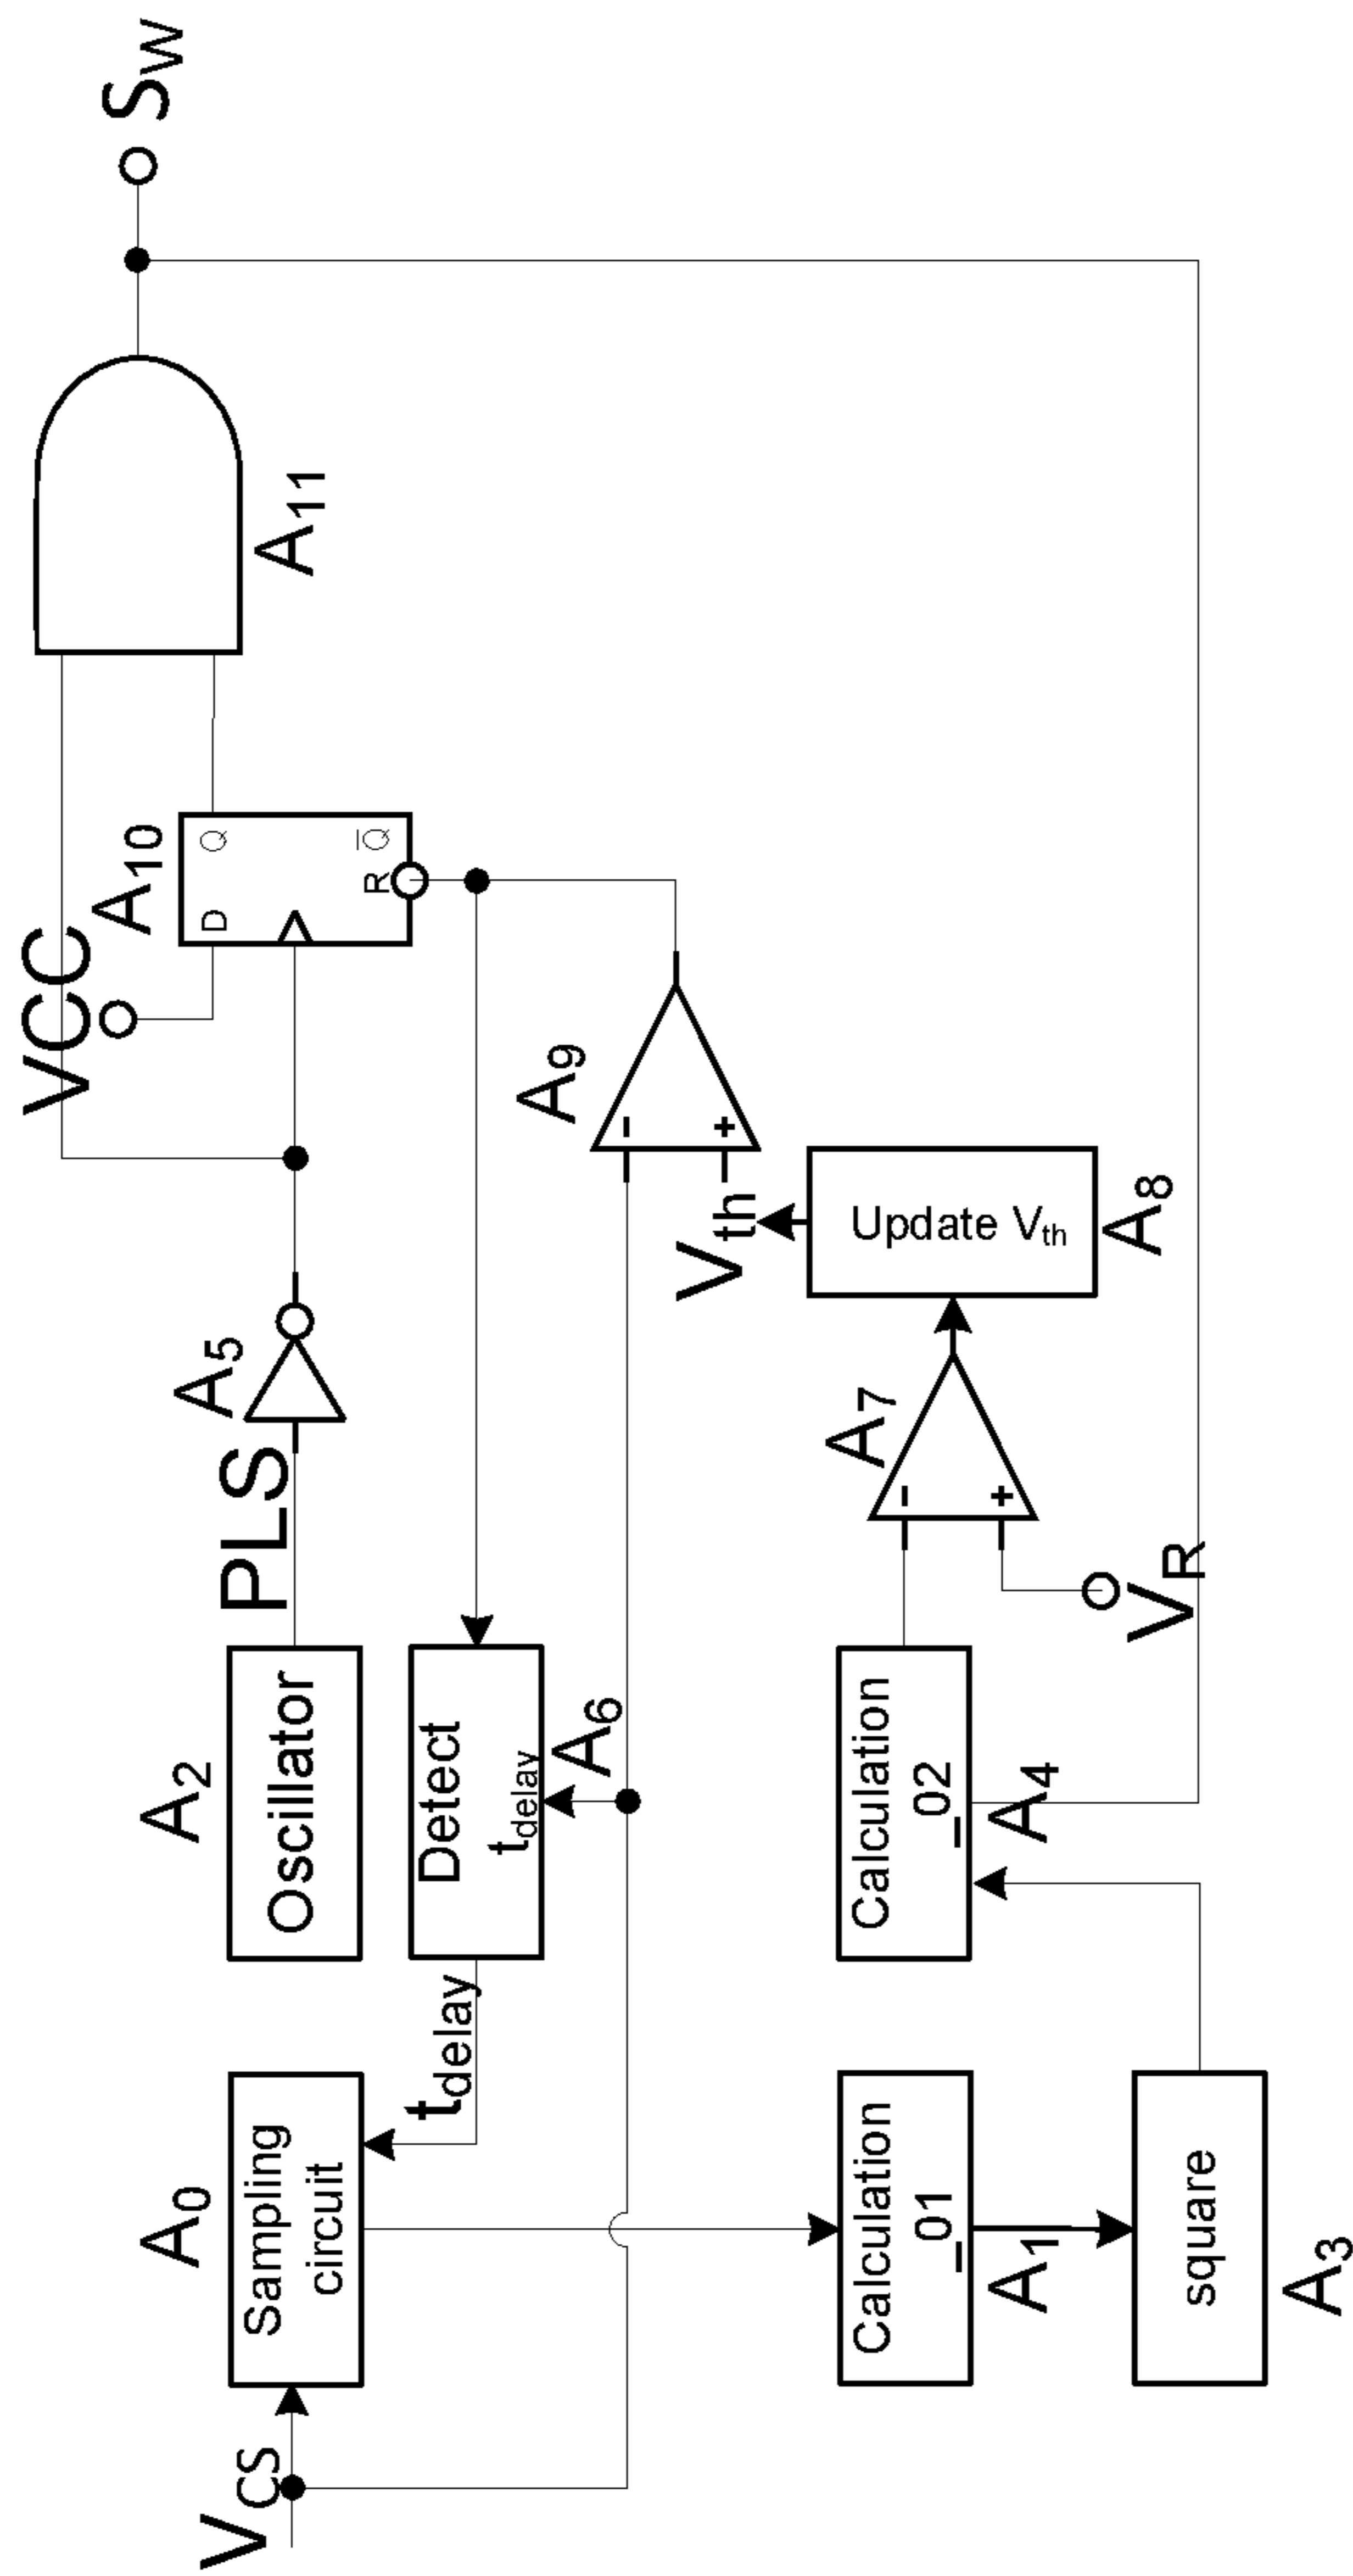 VCS
A0
Sampling
circuit
tdelay
A2
Oscillator
PLS
A5
VCC
A10
D
Q
R
Q̅
A11
SW
Detect
tdelay
A6
A9
-
+
Vth
Update Vth
A8
A7
-
+
VR
Calculation
_01
A1
Calculation
_02
A4
square
A3